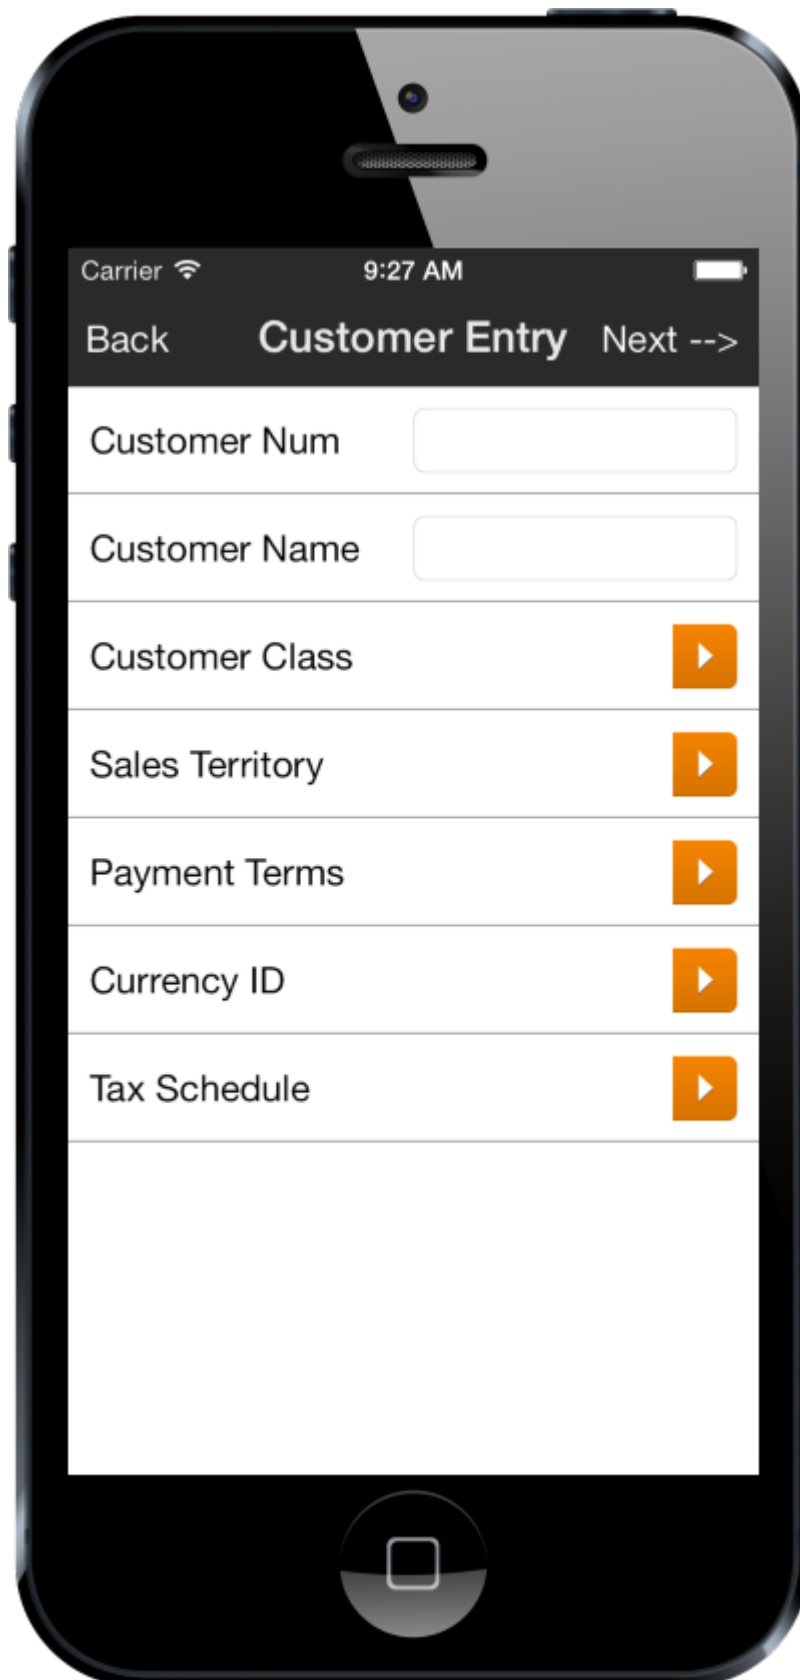 Carrier 9:27 AM
Back Customer Entry Next -->
Customer Num
Customer Name
Customer Class
Sales Territory
Payment Terms
Currency ID
Tax Schedule